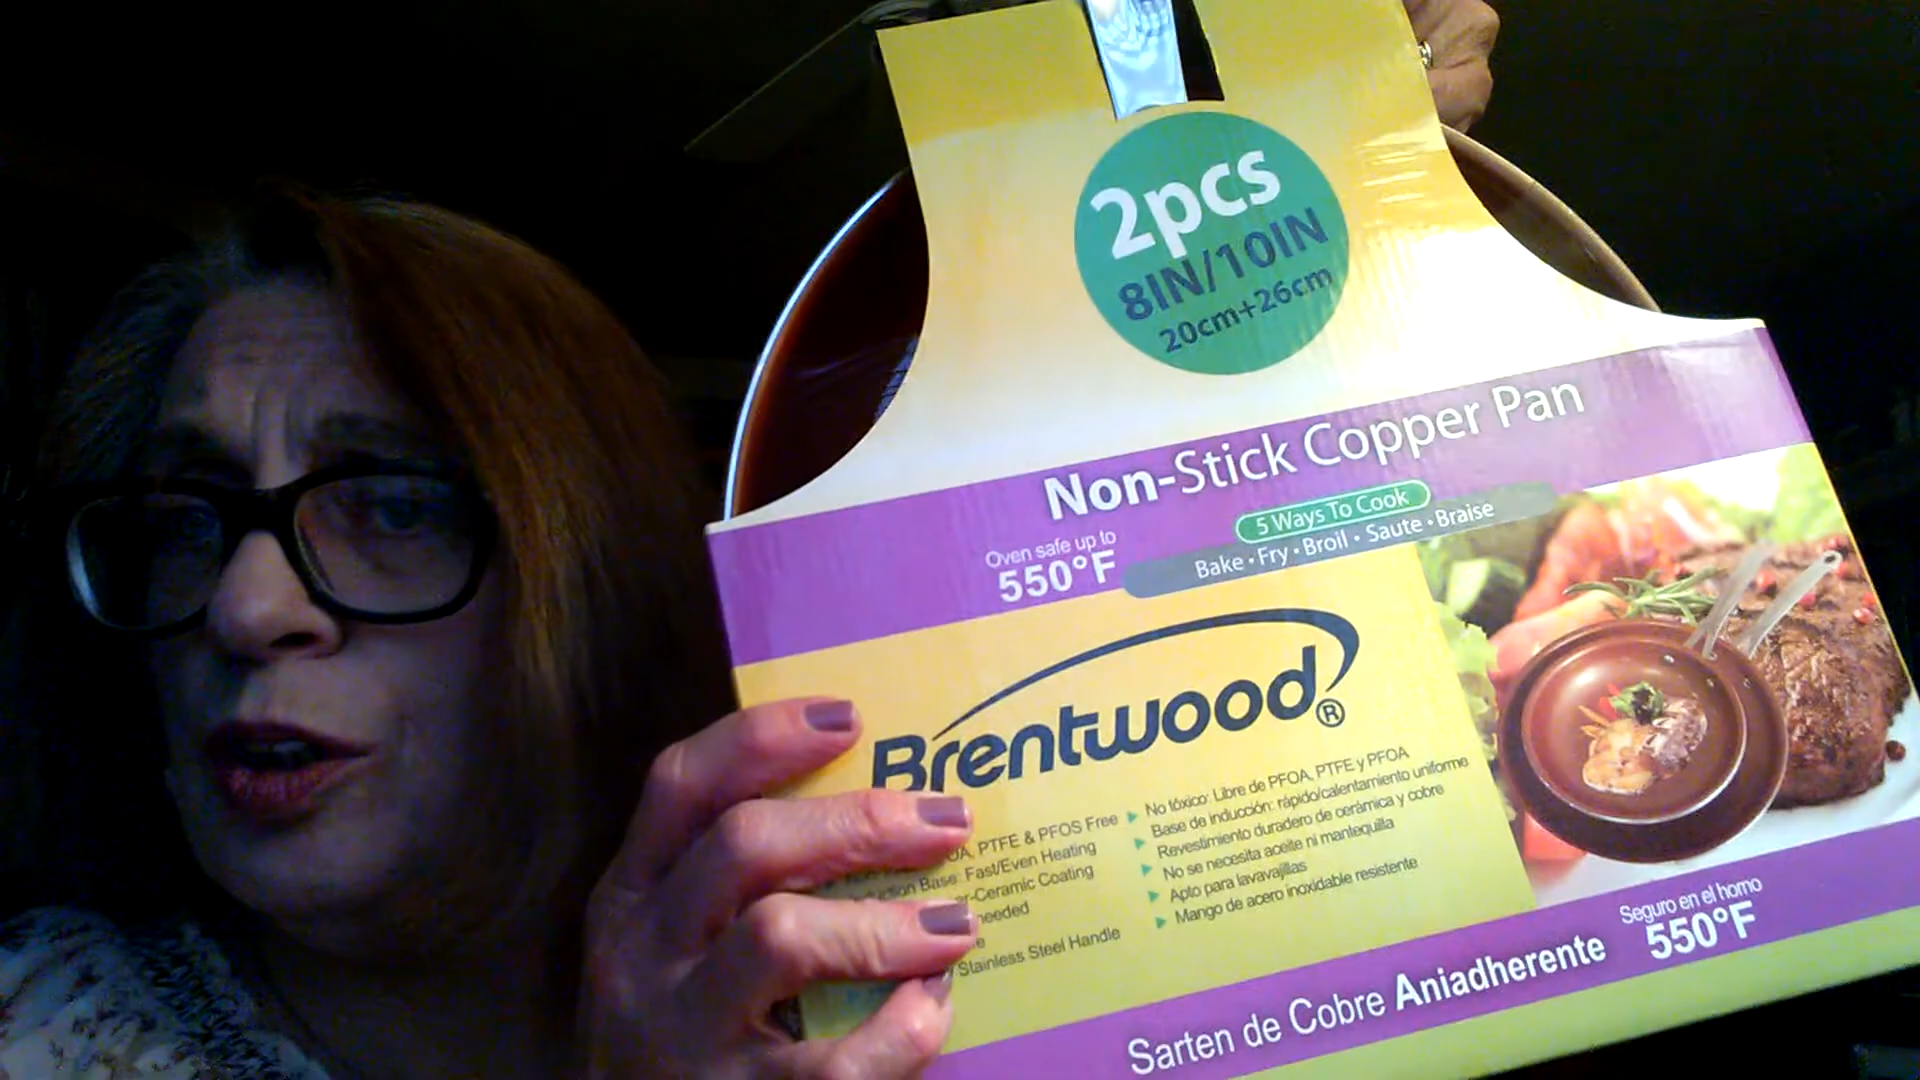 2pcs
8IN/10IN
20cm+26cm
Non-Stick Copper Pan
5 Ways To Cook
Bake • Fry • Broil • Saute • Braise
Oven safe up to
550°F
Brentwood®
PTFE & PFOS Free
Base: Fast/Even Heating
-Ceramic Coating
needed
Stainless Steel Handle
No tóxico: Libre de PFOA, PTFE y PFOA
Base de inducción: rápido/calentamiento uniforme
Revestimiento duradero de cerámica y cobre
No se necesita aceite ni mantequilla
Apto para lavavajillas
Mango de acero inoxidable resistente
Seguro en el horno
550°F
Sarten de Cobre Aniadherente